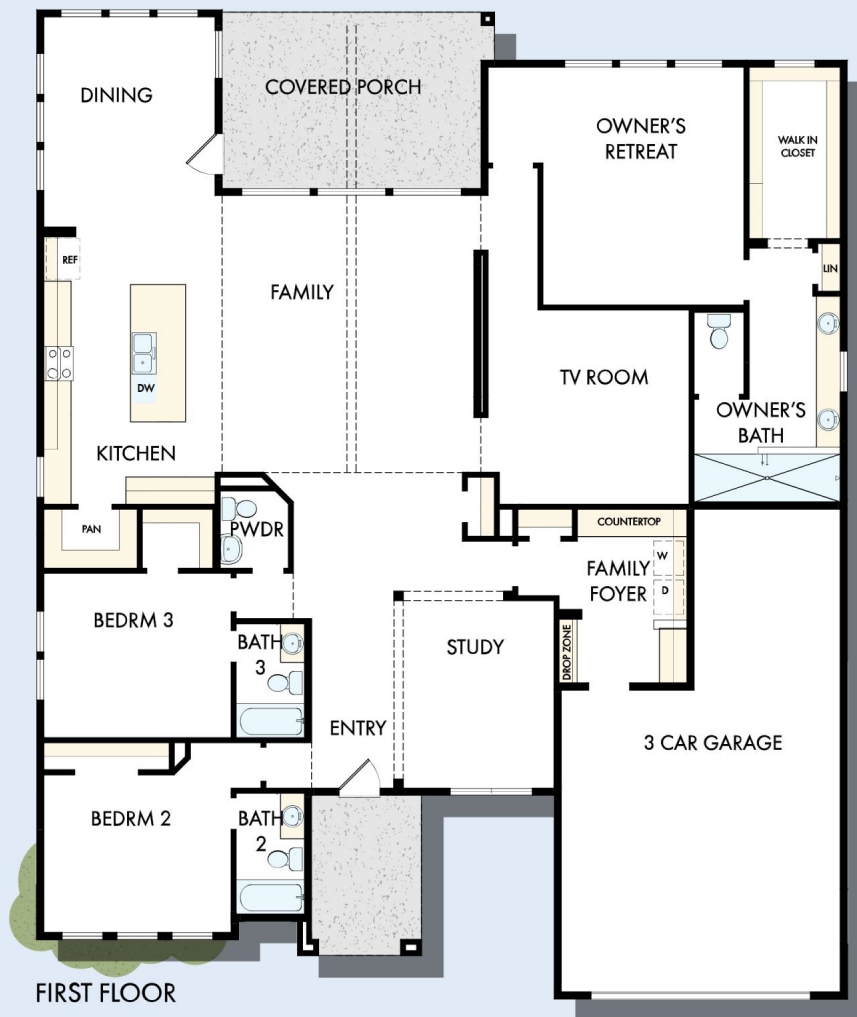 DINING
COVERED PORCH
OWNER'S
RETREAT
WALK IN
CLOSET
REF
LIN
FAMILY
DW
TV ROOM
OWNER'S
BATH
KITCHEN
PAN
PWDR
COUNTERTOP
W
FAMILY
FOYER
D
BEDRM 3
BATH
3
STUDY
DROP ZONE
ENTRY
3 CAR GARAGE
BEDRM 2
BATH
2
FIRST FLOOR